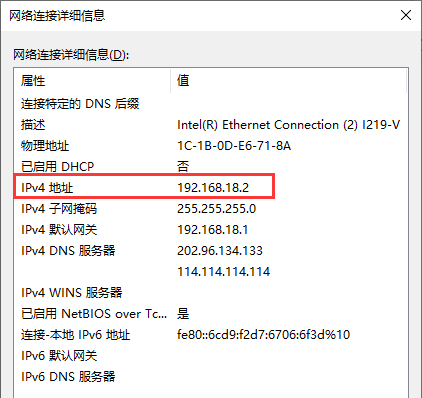 网络连接详细信息
网络连接详细信息(D):
属性 值
连接特定的 DNS 后缀
描述 Intel(R) Ethernet Connection (2) I219-V
物理地址 1C-1B-0D-E6-71-8A
已启用 DHCP 否
IPv4 地址 192.168.18.2
IPv4 子网掩码 255.255.255.0
IPv4 默认网关 192.168.18.1
IPv4 DNS 服务器 202.96.134.133
114.114.114.114
IPv4 WINS 服务器
已启用 NetBIOS over Tc... 是
连接-本地 IPv6 地址 fe80::6cd9:f2d7:6706:6f3d%10
IPv6 默认网关
IPv6 DNS 服务器